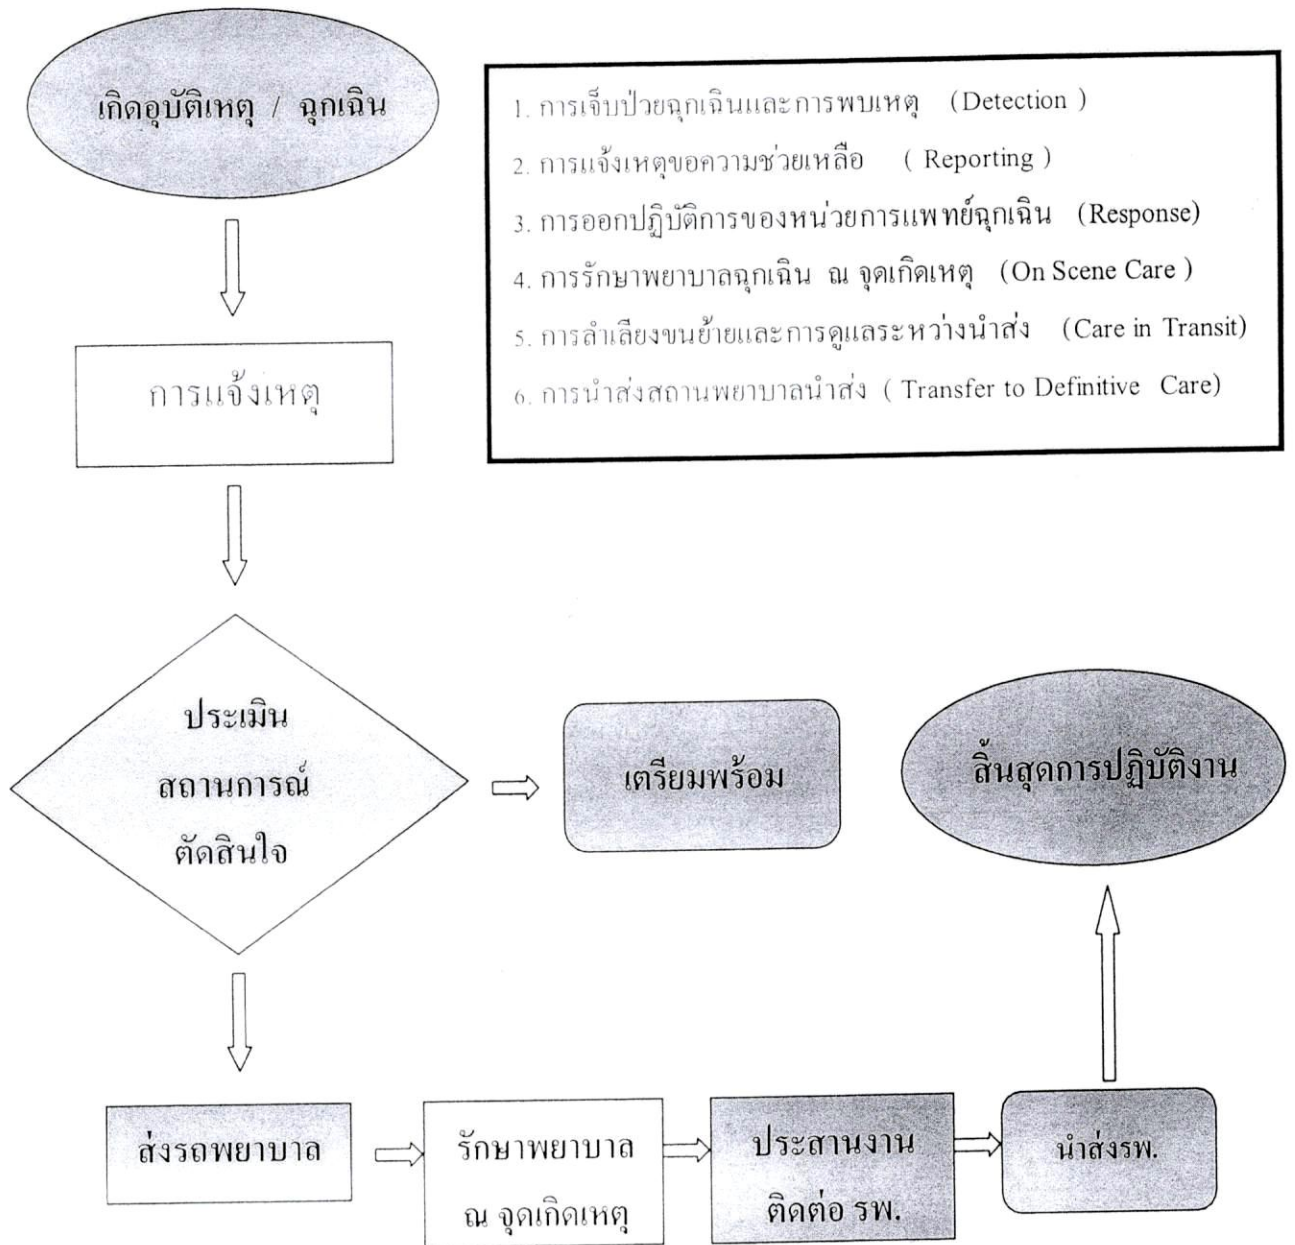 เกิดอุบัติเหตุ / ฉุกเฉิน
1. การเจ็บป่วยฉุกเฉินและการพบเหตุ (Detection )
2. การแจ้งเหตุขอความช่วยเหลือ ( Reporting )
3. การออกปฏิบัติการของหน่วยการแพทย์ฉุกเฉิน (Response)
4. การรักษาพยาบาลฉุกเฉิน ณ จุดเกิดเหตุ (On Scene Care )
5. การลำเลียงขนย้ายและการดูแลระหว่างนำส่ง (Care in Transit)
6. การนำส่งสถานพยาบาลนำส่ง ( Transfer to Definitive Care)
การแจ้งเหตุ
ประเมิน
สถานการณ์
ตัดสินใจ
เตรียมพร้อม
สิ้นสุดการปฏิบัติงาน
ส่งรถพยาบาล
รักษาพยาบาล
ณ จุดเกิดเหตุ
ประสานงาน
ติดต่อ รพ.
นำส่งรพ.